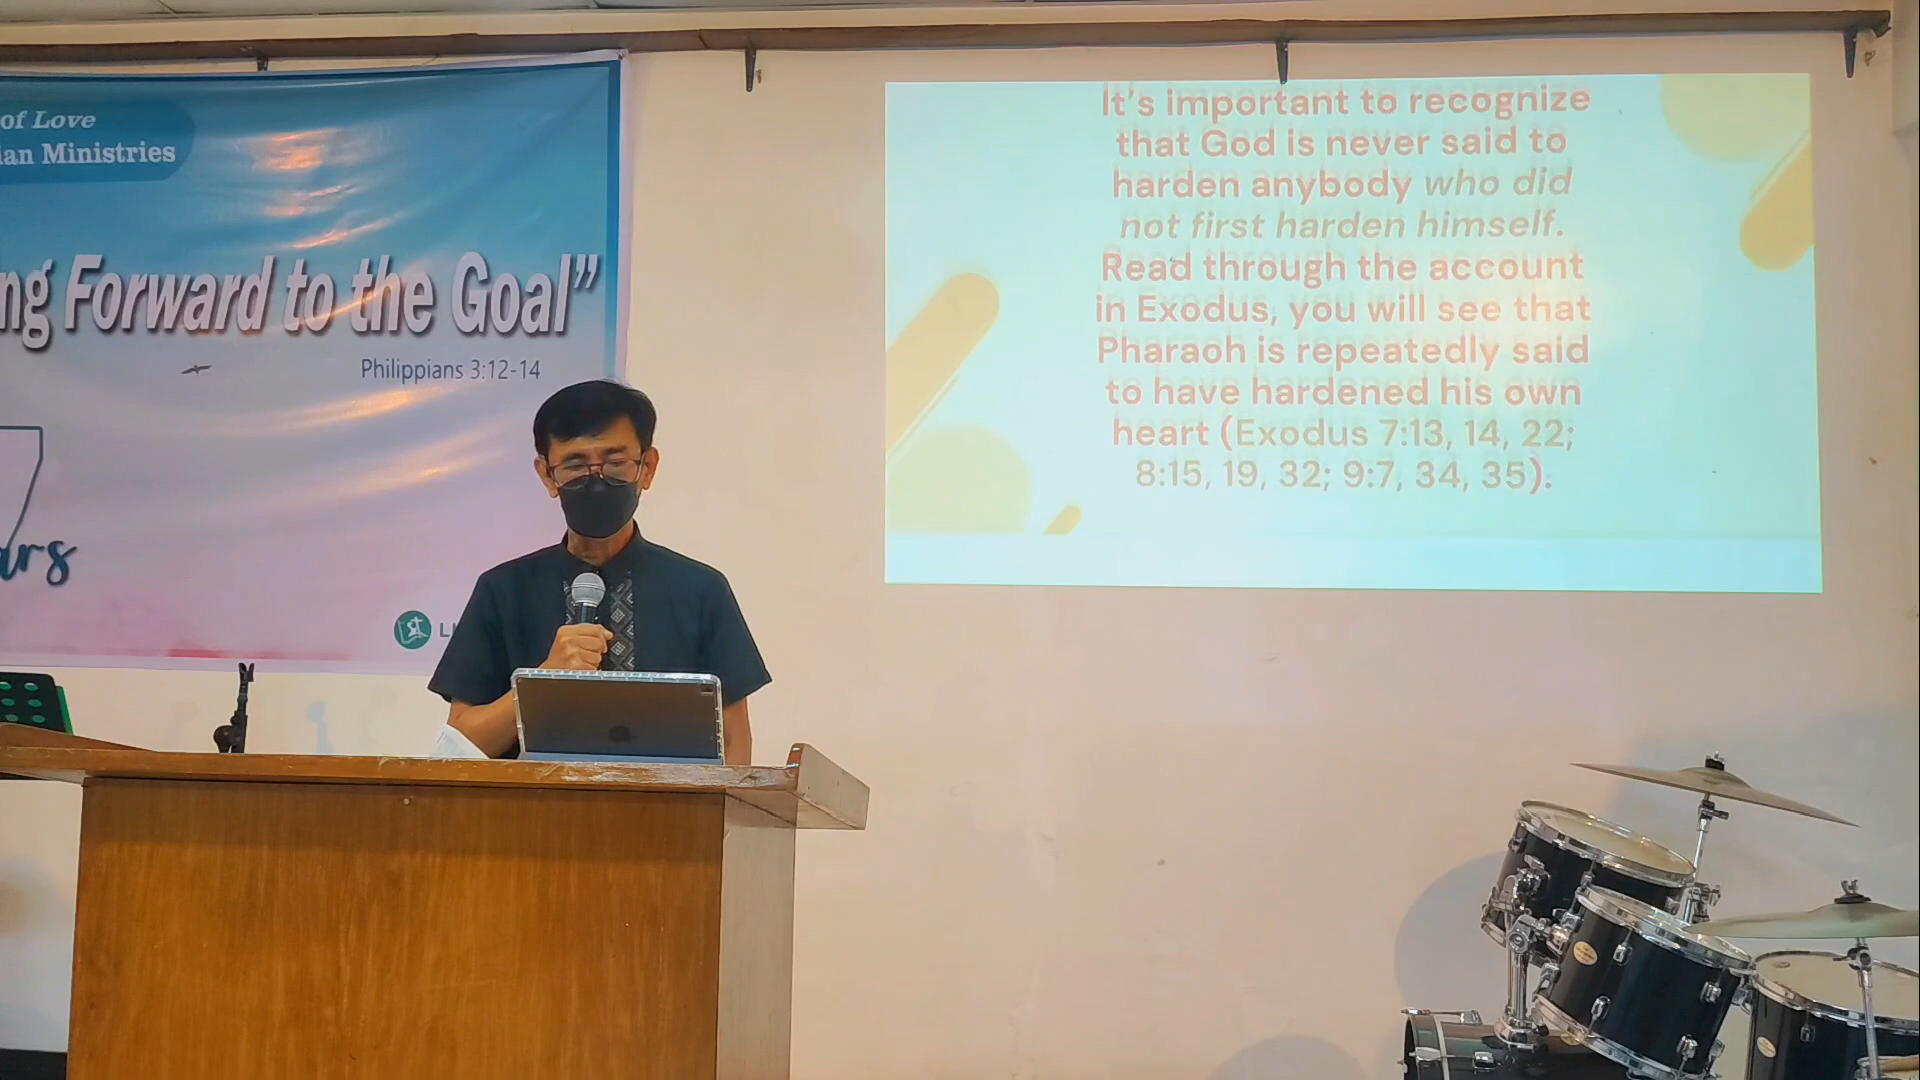 of Love
ian Ministries
ng Forward to the Goal”
Philippians 3:12-14
7
ars
LI
It’s important to recognize
that God is never said to
harden anybody who did
not first harden himself.
Read through the account
in Exodus, you will see that
Pharaoh is repeatedly said
to have hardened his own
heart (Exodus 7:13, 14, 22;
8:15, 19, 32; 9:7, 34, 35).